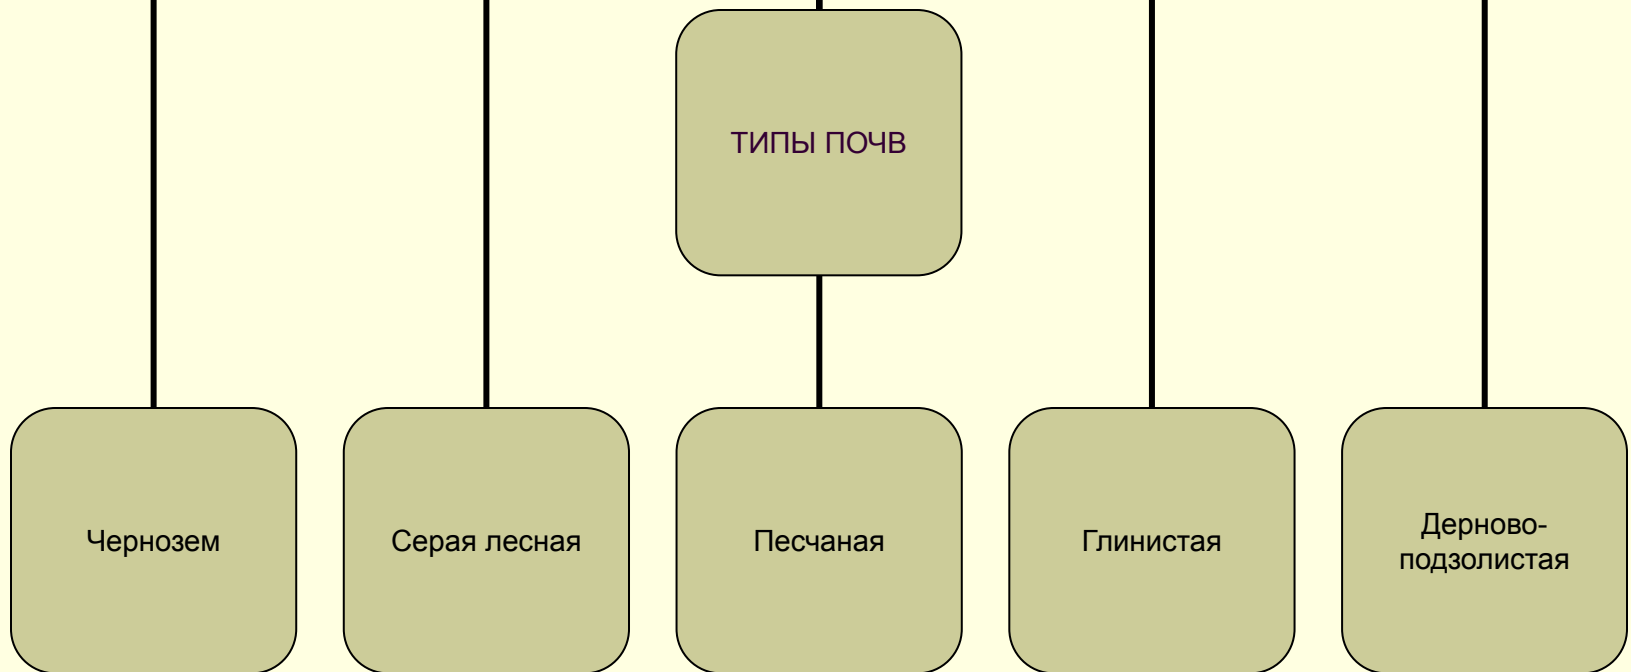 ТИПЫ ПОЧВ
Чернозем
Серая лесная
Песчаная
Глинистая
Дерново-
подзолистая